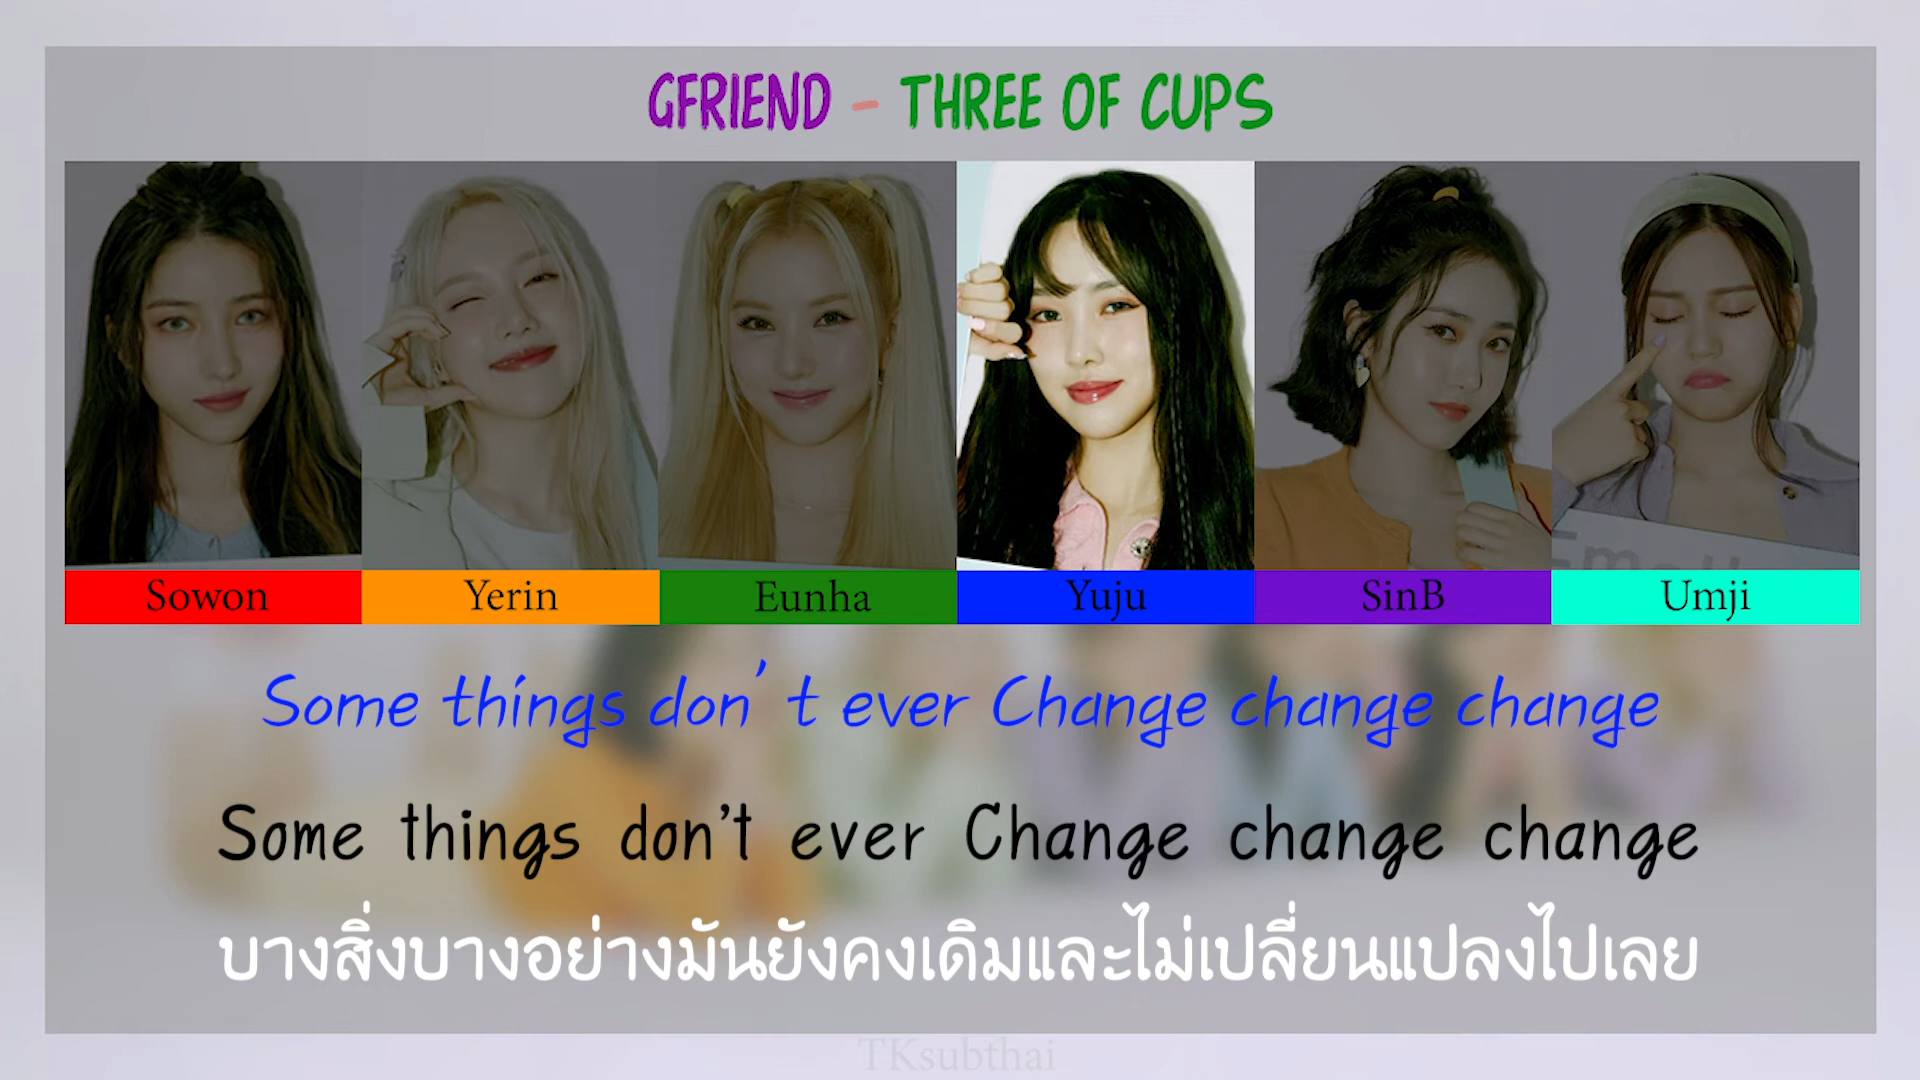 GFRIEND - THREE OF CUPS
Sowon Yerin Eunha Yuju SinB Umji
Some things don't ever Change change change
Some things don't ever Change change change
บางสิ่งบางอย่างมันยังคงเดิมและไม่เปลี่ยนแปลงไปเลย
TKsubthai